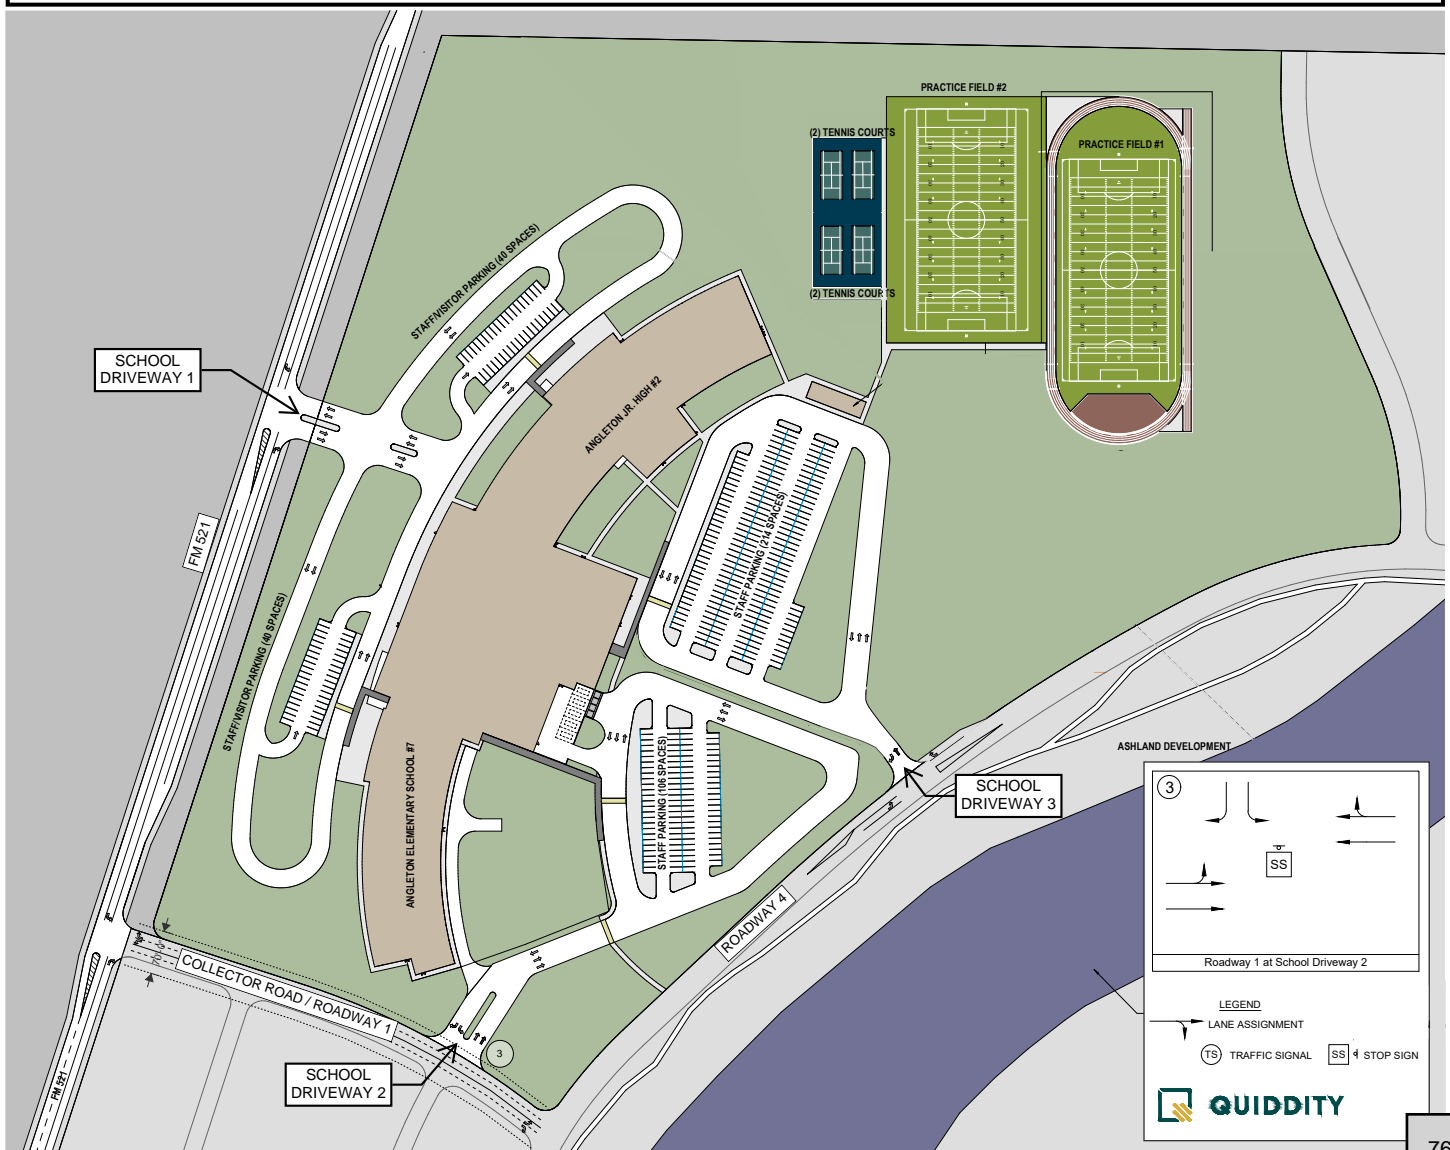 PRACTICE FIELD #2
(2) TENNIS COURTS
PRACTICE FIELD #1
STAFF/VISITOR PARKING (40 SPACES)
(2) TENNIS COURTS
SCHOOL
DRIVEWAY 1
ANGLETON JR. HIGH #2
FM 521
STAFF PARKING (214 SPACES)
STAFF/VISITOR PARKING (40 SPACES)
ANGLETON ELEMENTARY SCHOOL #7
STAFF PARKING (106 SPACES)
ASHLAND DEVELOPMENT
SCHOOL
DRIVEWAY 3
ROADWAY 4
COLLECTOR ROAD / ROADWAY 1
3
SCHOOL
DRIVEWAY 2
FM 521
3
SS
Roadway 1 at School Driveway 2
LEGEND
LANE ASSIGNMENT
TS TRAFFIC SIGNAL SS STOP SIGN
QUIDDITY
76